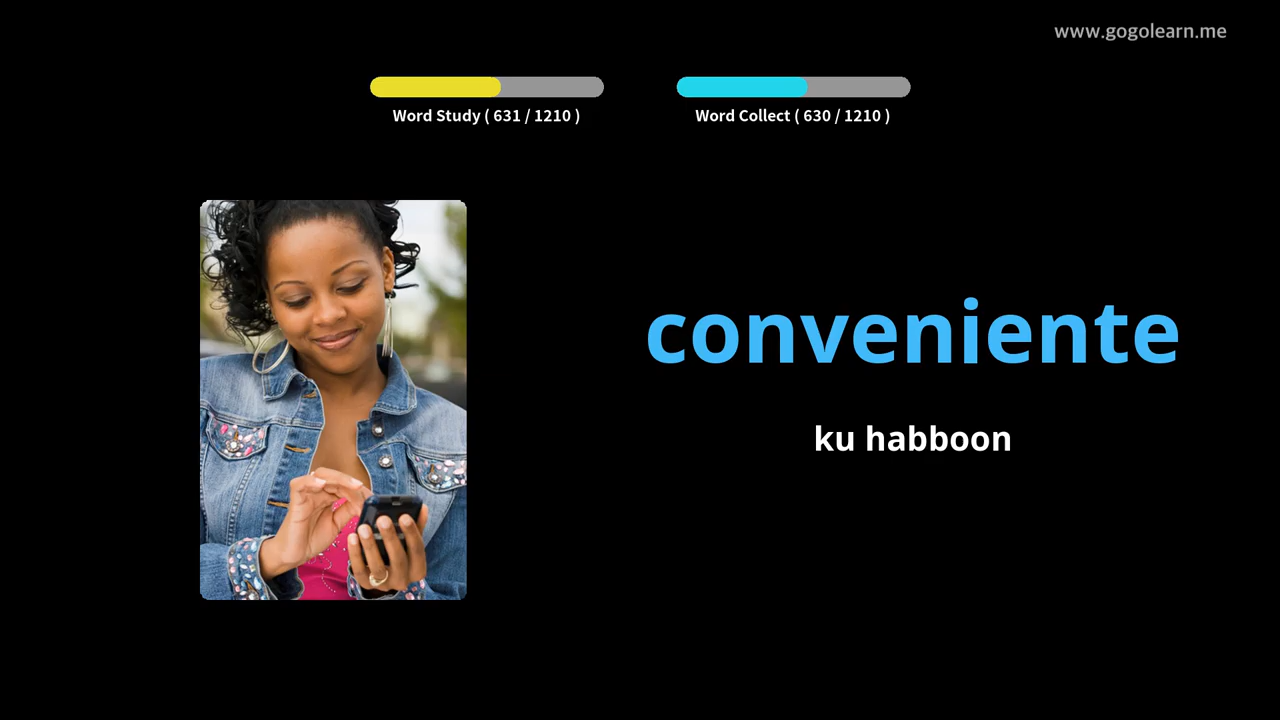 www.gogolearn.me
Word Study ( 631 / 1210 )
Word Collect ( 630 / 1210 )
conveniente
ku habboon